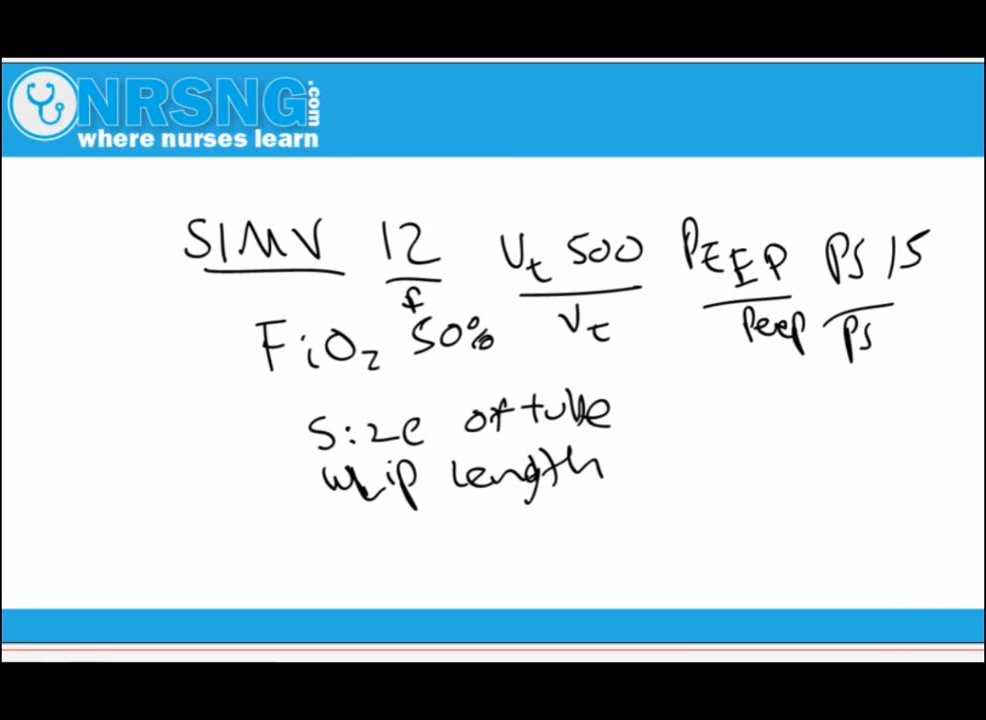 NRSNG.com
where nurses learn
SIMV 12 Vt 500 PEEP PS 15
f Vt Peep PS
FiO2 50%
Size of tube
lip length